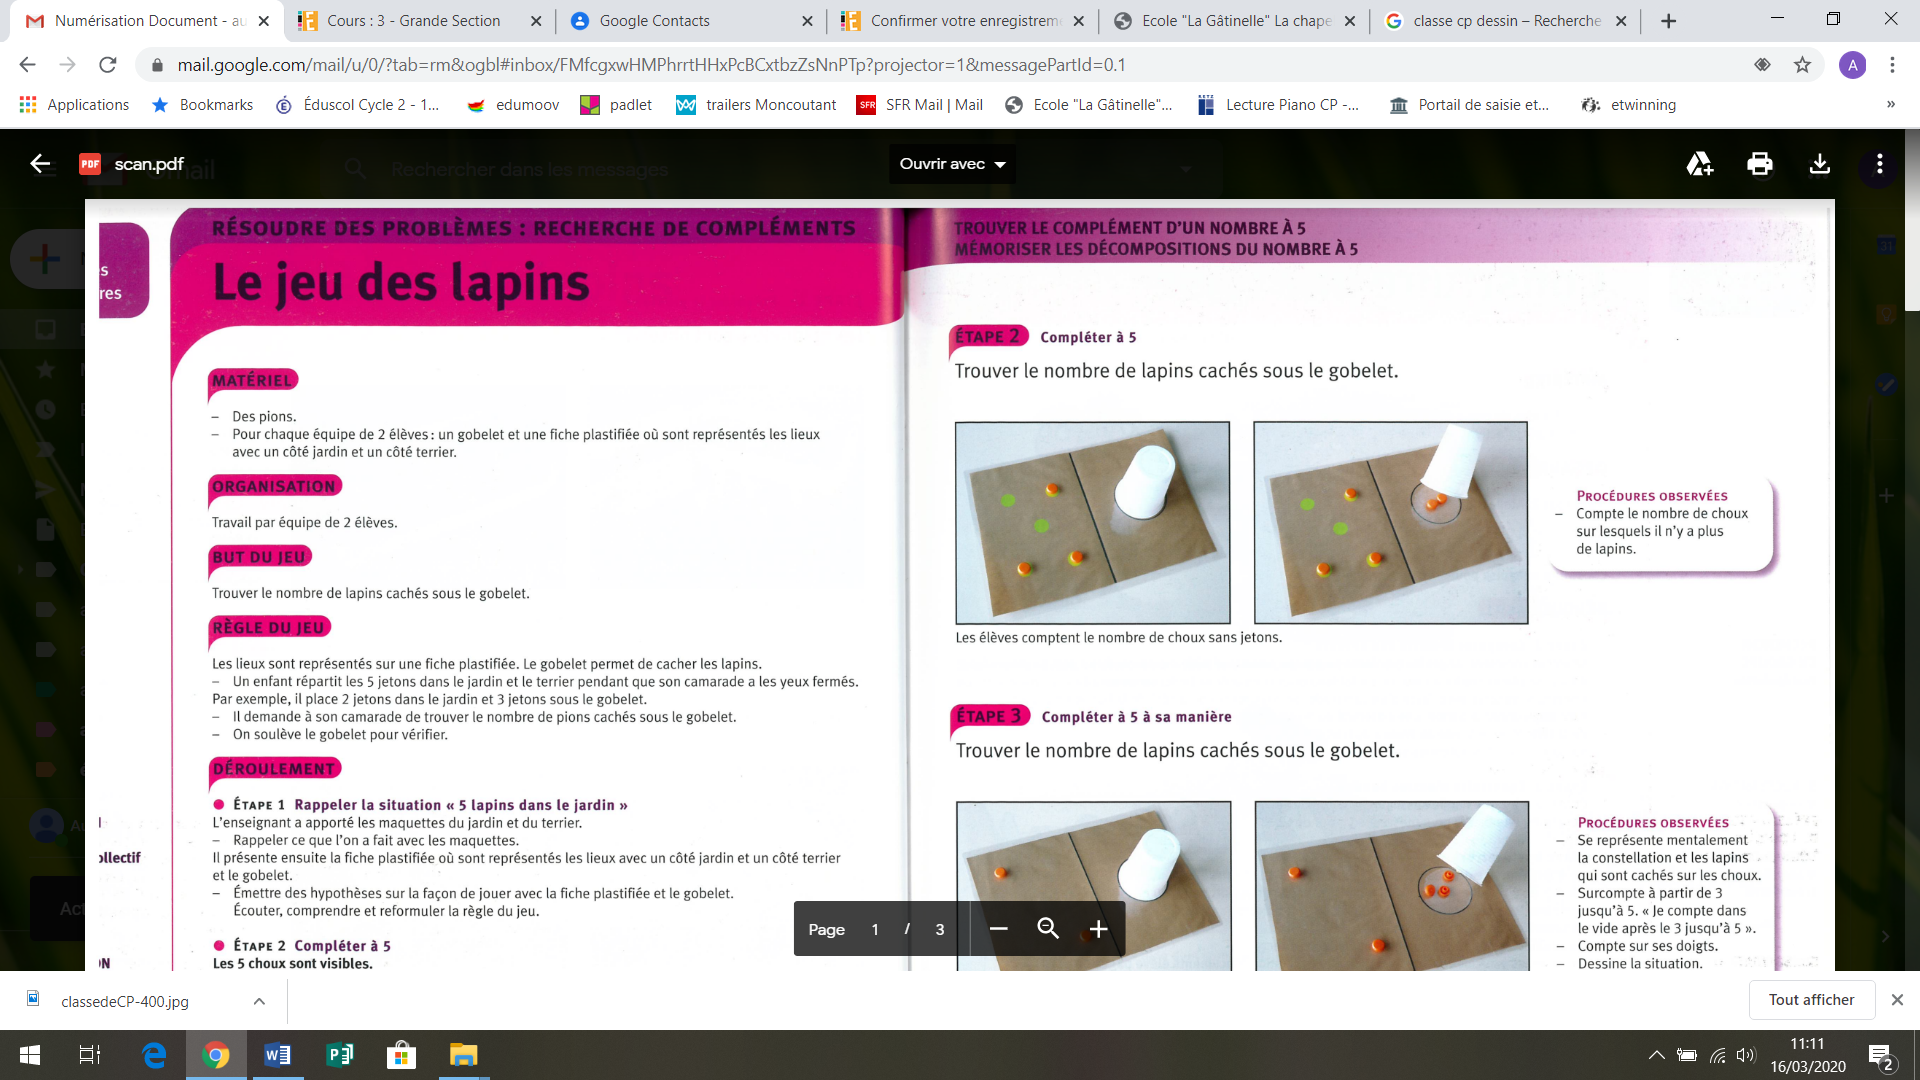 Numérisation Document - au
Cours : 3 - Grande Section
Google Contacts
Confirmer votre enregistreme
Ecole "La Gâtinelle" La chape
classe cp dessin – Recherche
mail.google.com/mail/u/0/?tab=rm&ogbl#inbox/FMfcgxwHMPhrrtHHxPcBCxtbzZsNnPTp?projector=1&messagePartId=0.1
A
Applications
Bookmarks
Éduscol Cycle 2 - 1...
edumoov
padlet
trailers Moncoutant
SFR Mail | Mail
Ecole "La Gâtinelle"...
Lecture Piano CP -...
Portail de saisie et...
etwinning
»
PDF scan.pdf
Rechercher dans les messages
Ouvrir avec
RÉSOUDRE DES PROBLÈMES : RECHERCHE DE COMPLÉMENTS
Le jeu des lapins
s
res
MATÉRIEL
– Des pions.
– Pour chaque équipe de 2 élèves : un gobelet et une fiche plastifiée où sont représentés les lieux
avec un côté jardin et un côté terrier.
ORGANISATION
Travail par équipe de 2 élèves.
BUT DU JEU
Trouver le nombre de lapins cachés sous le gobelet.
RÈGLE DU JEU
Les lieux sont représentés sur une fiche plastifiée. Le gobelet permet de cacher les lapins.
– Un enfant répartit les 5 jetons dans le jardin et le terrier pendant que son camarade a les yeux fermés.
Par exemple, il place 2 jetons dans le jardin et 3 jetons sous le gobelet.
– Il demande à son camarade de trouver le nombre de pions cachés sous le gobelet.
– On soulève le gobelet pour vérifier.
DÉROULEMENT
● ÉTAPE 1 Rappeler la situation « 5 lapins dans le jardin »
L'enseignant a apporté les maquettes du jardin et du terrier.
– Rappeler ce que l'on a fait avec les maquettes.
Il présente ensuite la fiche plastifiée où sont représentés les lieux avec un côté jardin et un côté terrier
et le gobelet.
– Émettre des hypothèses sur la façon de jouer avec la fiche plastifiée et le gobelet.
Écouter, comprendre et reformuler la règle du jeu.
● ÉTAPE 2 Compléter à 5
Les 5 choux sont visibles.
ollectif
ON
TROUVER LE COMPLÉMENT D'UN NOMBRE À 5
MÉMORISER LES DÉCOMPOSITIONS DU NOMBRE À 5
ÉTAPE 2 Compléter à 5
Trouver le nombre de lapins cachés sous le gobelet.
PROCÉDURES OBSERVÉES
– Compte le nombre de choux
sur lesquels il n'y a plus
de lapins.
Les élèves comptent le nombre de choux sans jetons.
ÉTAPE 3 Compléter à 5 à sa manière
Trouver le nombre de lapins cachés sous le gobelet.
PROCÉDURES OBSERVÉES
– Se représente mentalement
la constellation et les lapins
qui sont cachés sur les choux.
– Surcompte à partir de 3
jusqu'à 5. « Je compte dans
le vide après le 3 jusqu'à 5 ».
– Compte sur ses doigts.
– Dessine la situation.
Page 1 / 3
classedeCP-400.jpg
Tout afficher
11:11
16/03/2020
2